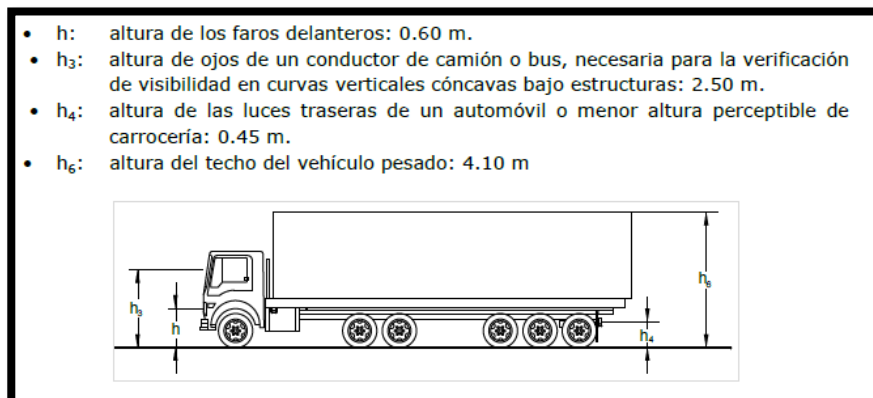 • h: altura de los faros delanteros: 0.60 m.
• h₃: altura de ojos de un conductor de camión o bus, necesaria para la verificación
de visibilidad en curvas verticales cóncavas bajo estructuras: 2.50 m.
• h₄: altura de las luces traseras de un automóvil o menor altura perceptible de
carrocería: 0.45 m.
• h₆: altura del techo del vehículo pesado: 4.10 m
h₃
h
h₆
h₄